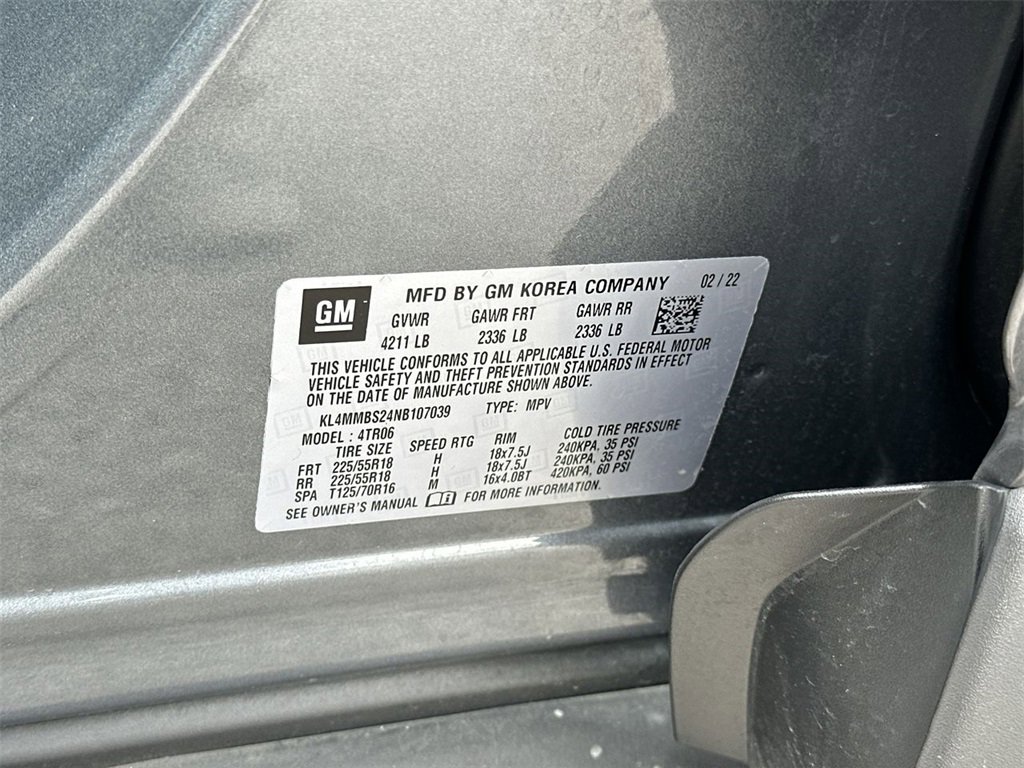 GM MFD BY GM KOREA COMPANY 02 / 22
GVWR GAWR FRT GAWR RR
4211 LB 2336 LB 2336 LB
THIS VEHICLE CONFORMS TO ALL APPLICABLE U.S. FEDERAL MOTOR
VEHICLE SAFETY AND THEFT PREVENTION STANDARDS IN EFFECT
ON THE DATE OF MANUFACTURE SHOWN ABOVE.
KL4MMBS24NB107039 TYPE: MPV
MODEL : 4TR06
TIRE SIZE SPEED RTG RIM COLD TIRE PRESSURE
FRT 225/55R18 H 18x7.5J 240KPA, 35 PSI
RR 225/55R18 H 18x7.5J 240KPA, 35 PSI
SPA T125/70R16 M 16x4.0BT 420KPA, 60 PSI
SEE OWNER'S MANUAL FOR MORE INFORMATION.